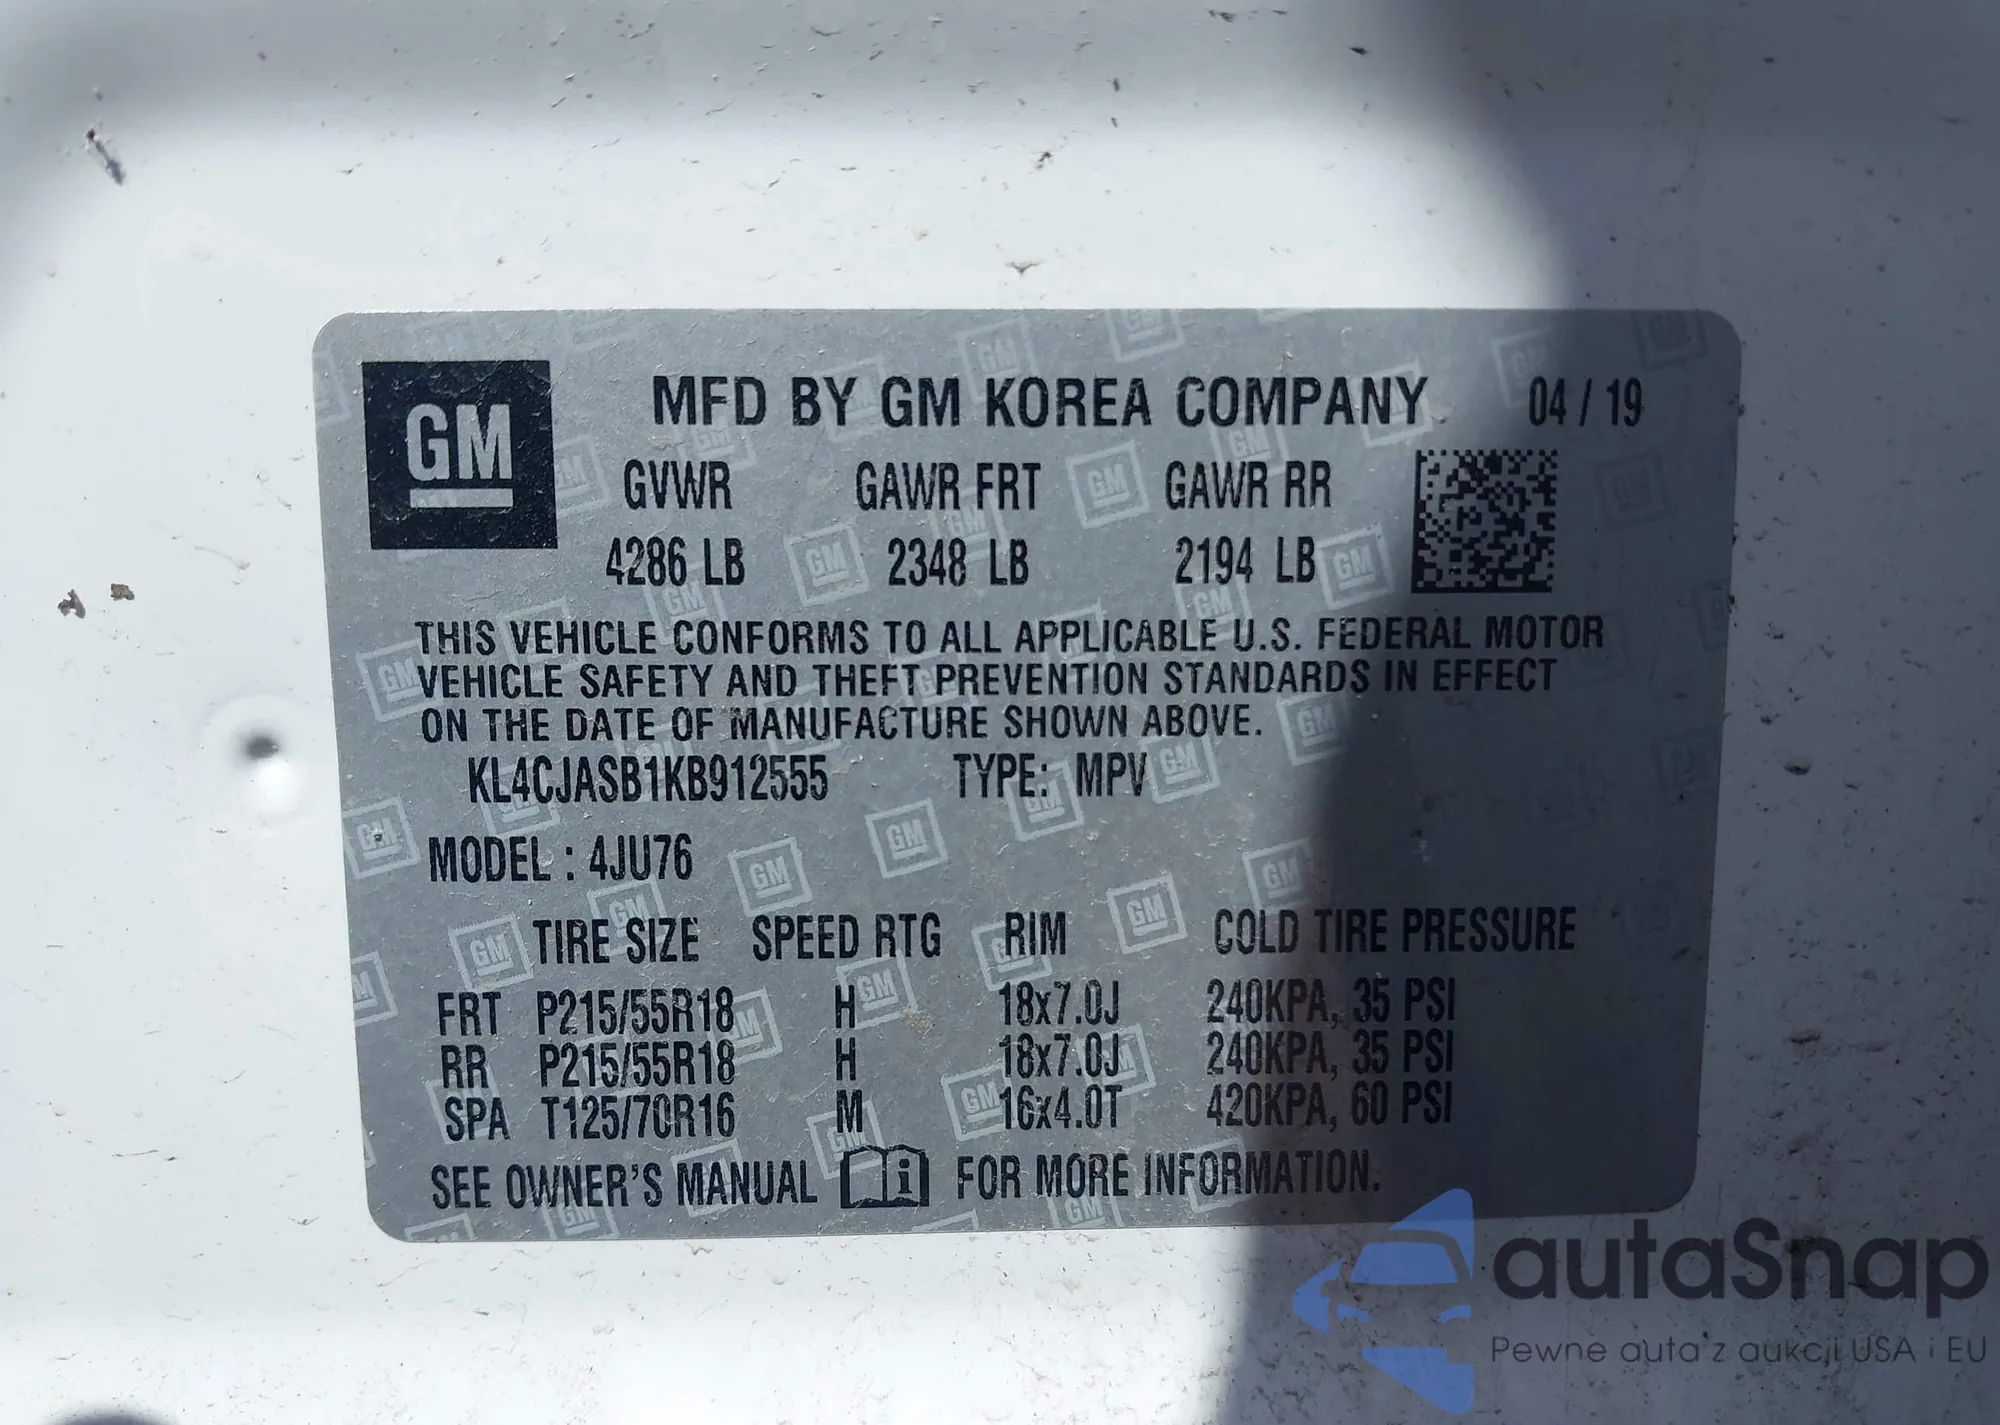 GM
MFD BY GM KOREA COMPANY 04 / 19
GVWR GAWR FRT GAWR RR
4286 LB 2348 LB 2194 LB
THIS VEHICLE CONFORMS TO ALL APPLICABLE U.S. FEDERAL MOTOR
VEHICLE SAFETY AND THEFT PREVENTION STANDARDS IN EFFECT
ON THE DATE OF MANUFACTURE SHOWN ABOVE.
KL4CJASB1KB912555 TYPE: MPV
MODEL : 4JU76
TIRE SIZE SPEED RTG RIM COLD TIRE PRESSURE
FRT P215/55R18 H 18x7.0J 240KPA, 35 PSI
RR P215/55R18 H 18x7.0J 240KPA, 35 PSI
SPA T125/70R16 M 16x4.0T 420KPA, 60 PSI
SEE OWNER'S MANUAL i FOR MORE INFORMATION.
autaSnap
Pewne auta z aukcji USA i EU